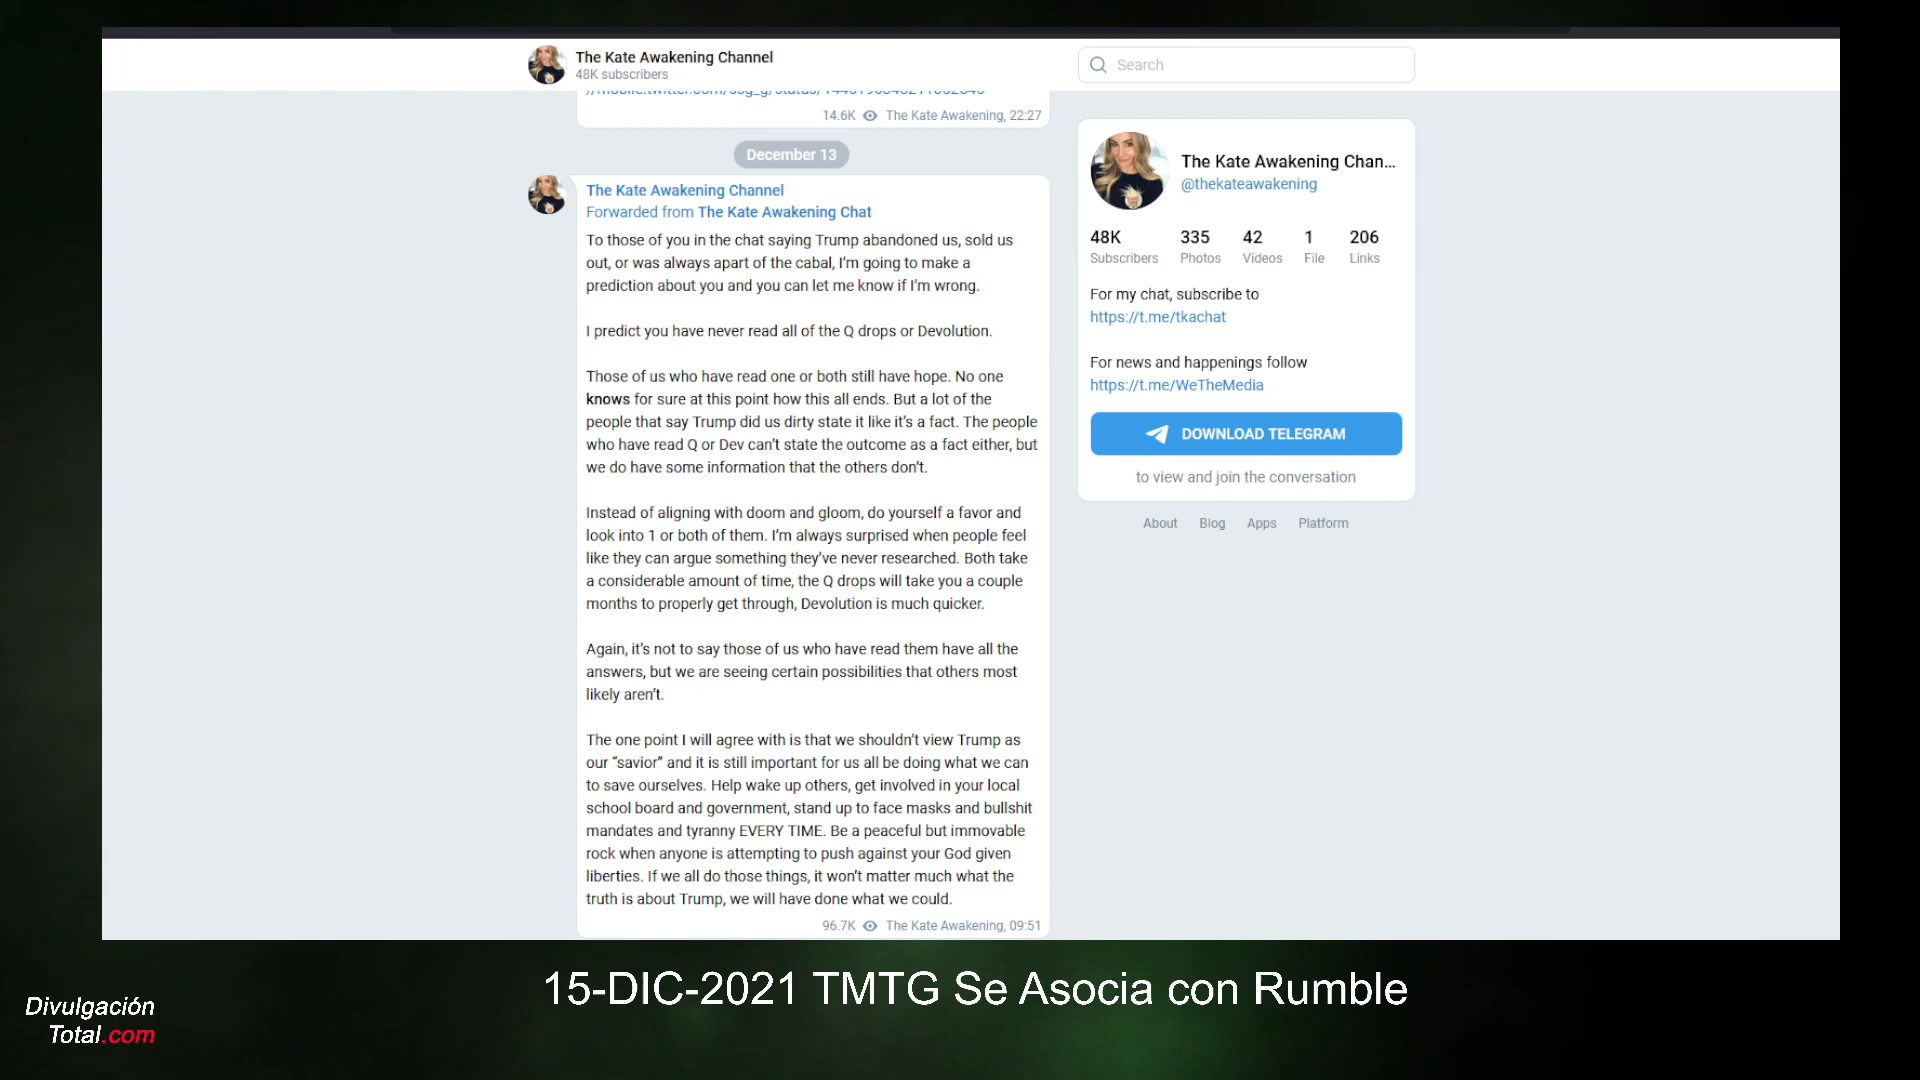 The Kate Awakening Channel
48K subscribers
Search
14.6K The Kate Awakening, 22:27
December 13
The Kate Awakening Channel
Forwarded from The Kate Awakening Chat
To those of you in the chat saying Trump abandoned us, sold us
out, or was always apart of the cabal, I'm going to make a
prediction about you and you can let me know if I'm wrong.
I predict you have never read all of the Q drops or Devolution.
Those of us who have read one or both still have hope. No one
knows for sure at this point how this all ends. But a lot of the
people that say Trump did us dirty state it like it's a fact. The people
who have read Q or Dev can't state the outcome as a fact either, but
we do have some information that the others don't.
Instead of aligning with doom and gloom, do yourself a favor and
look into 1 or both of them. I'm always surprised when people feel
like they can argue something they've never researched. Both take
a considerable amount of time, the Q drops will take you a couple
months to properly get through, Devolution is much quicker.
Again, it's not to say those of us who have read them have all the
answers, but we are seeing certain possibilities that others most
likely aren't.
The one point I will agree with is that we shouldn't view Trump as
our “savior” and it is still important for us all be doing what we can
to save ourselves. Help wake up others, get involved in your local
school board and government, stand up to face masks and bullshit
mandates and tyranny EVERY TIME. Be a peaceful but immovable
rock when anyone is attempting to push against your God given
liberties. If we all do those things, it won't matter much what the
truth is about Trump, we will have done what we could.
96.7K The Kate Awakening, 09:51
The Kate Awakening Chan...
@thekateawakening
48K 335 42 1 206
Subscribers Photos Videos File Links
For my chat, subscribe to
https://t.me/tkachat
For news and happenings follow
https://t.me/WeTheMedia
DOWNLOAD TELEGRAM
to view and join the conversation
About Blog Apps Platform
15-DIC-2021 TMTG Se Asocia con Rumble
Divulgación
Total.com